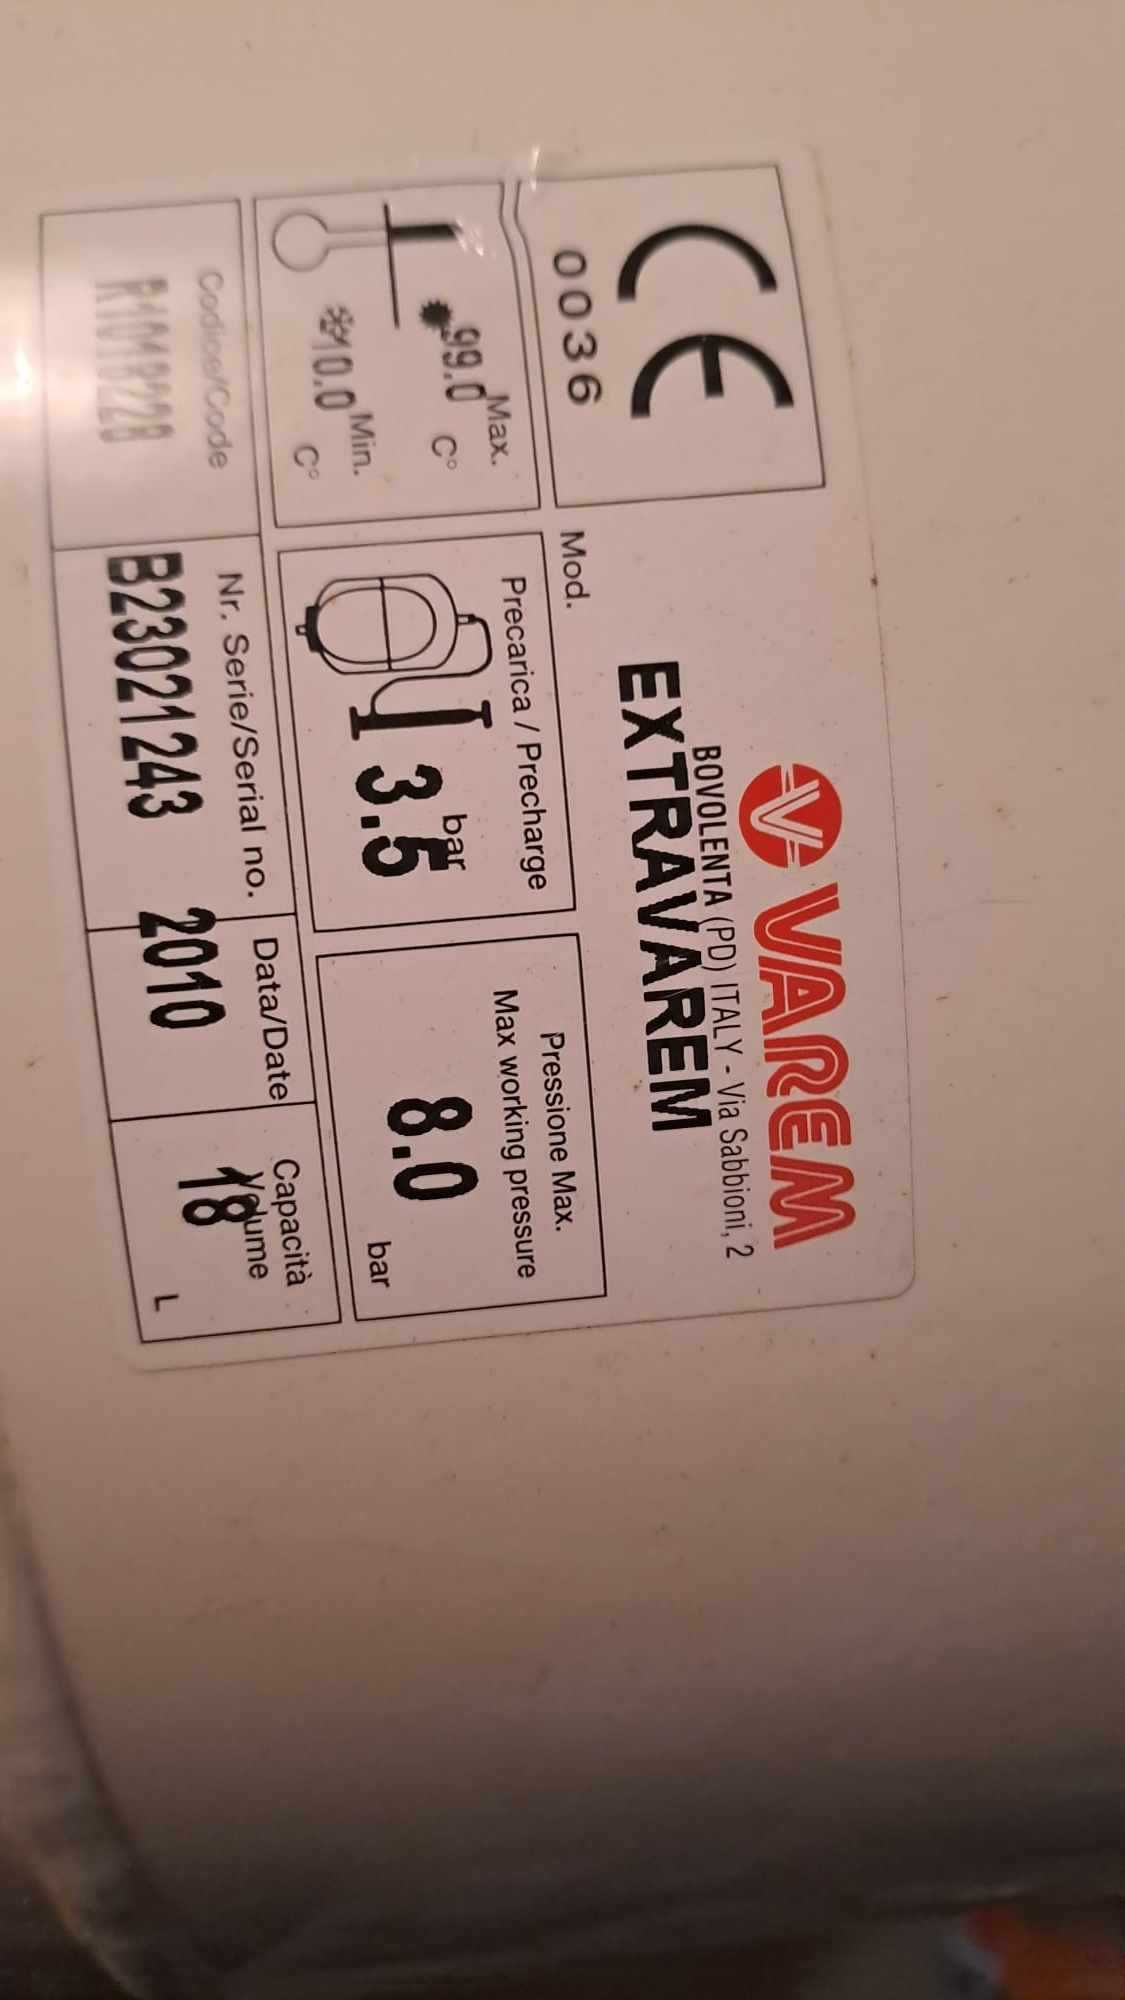 VAREM
BOVOLENTA (PD) ITALY - Via Sabbioni, 2
CE
0036
Mod.
EXTRAVAREM
Max.
99.0 C°
Min.
-10.0 C°
Precarica / Precharge
bar
3.5
Pressione Max.
Max working pressure
8.0
bar
Codice/Code
Nr. Serie/Serial no.
B23021243
Data/Date
2010
Capacità
Volume
18
L